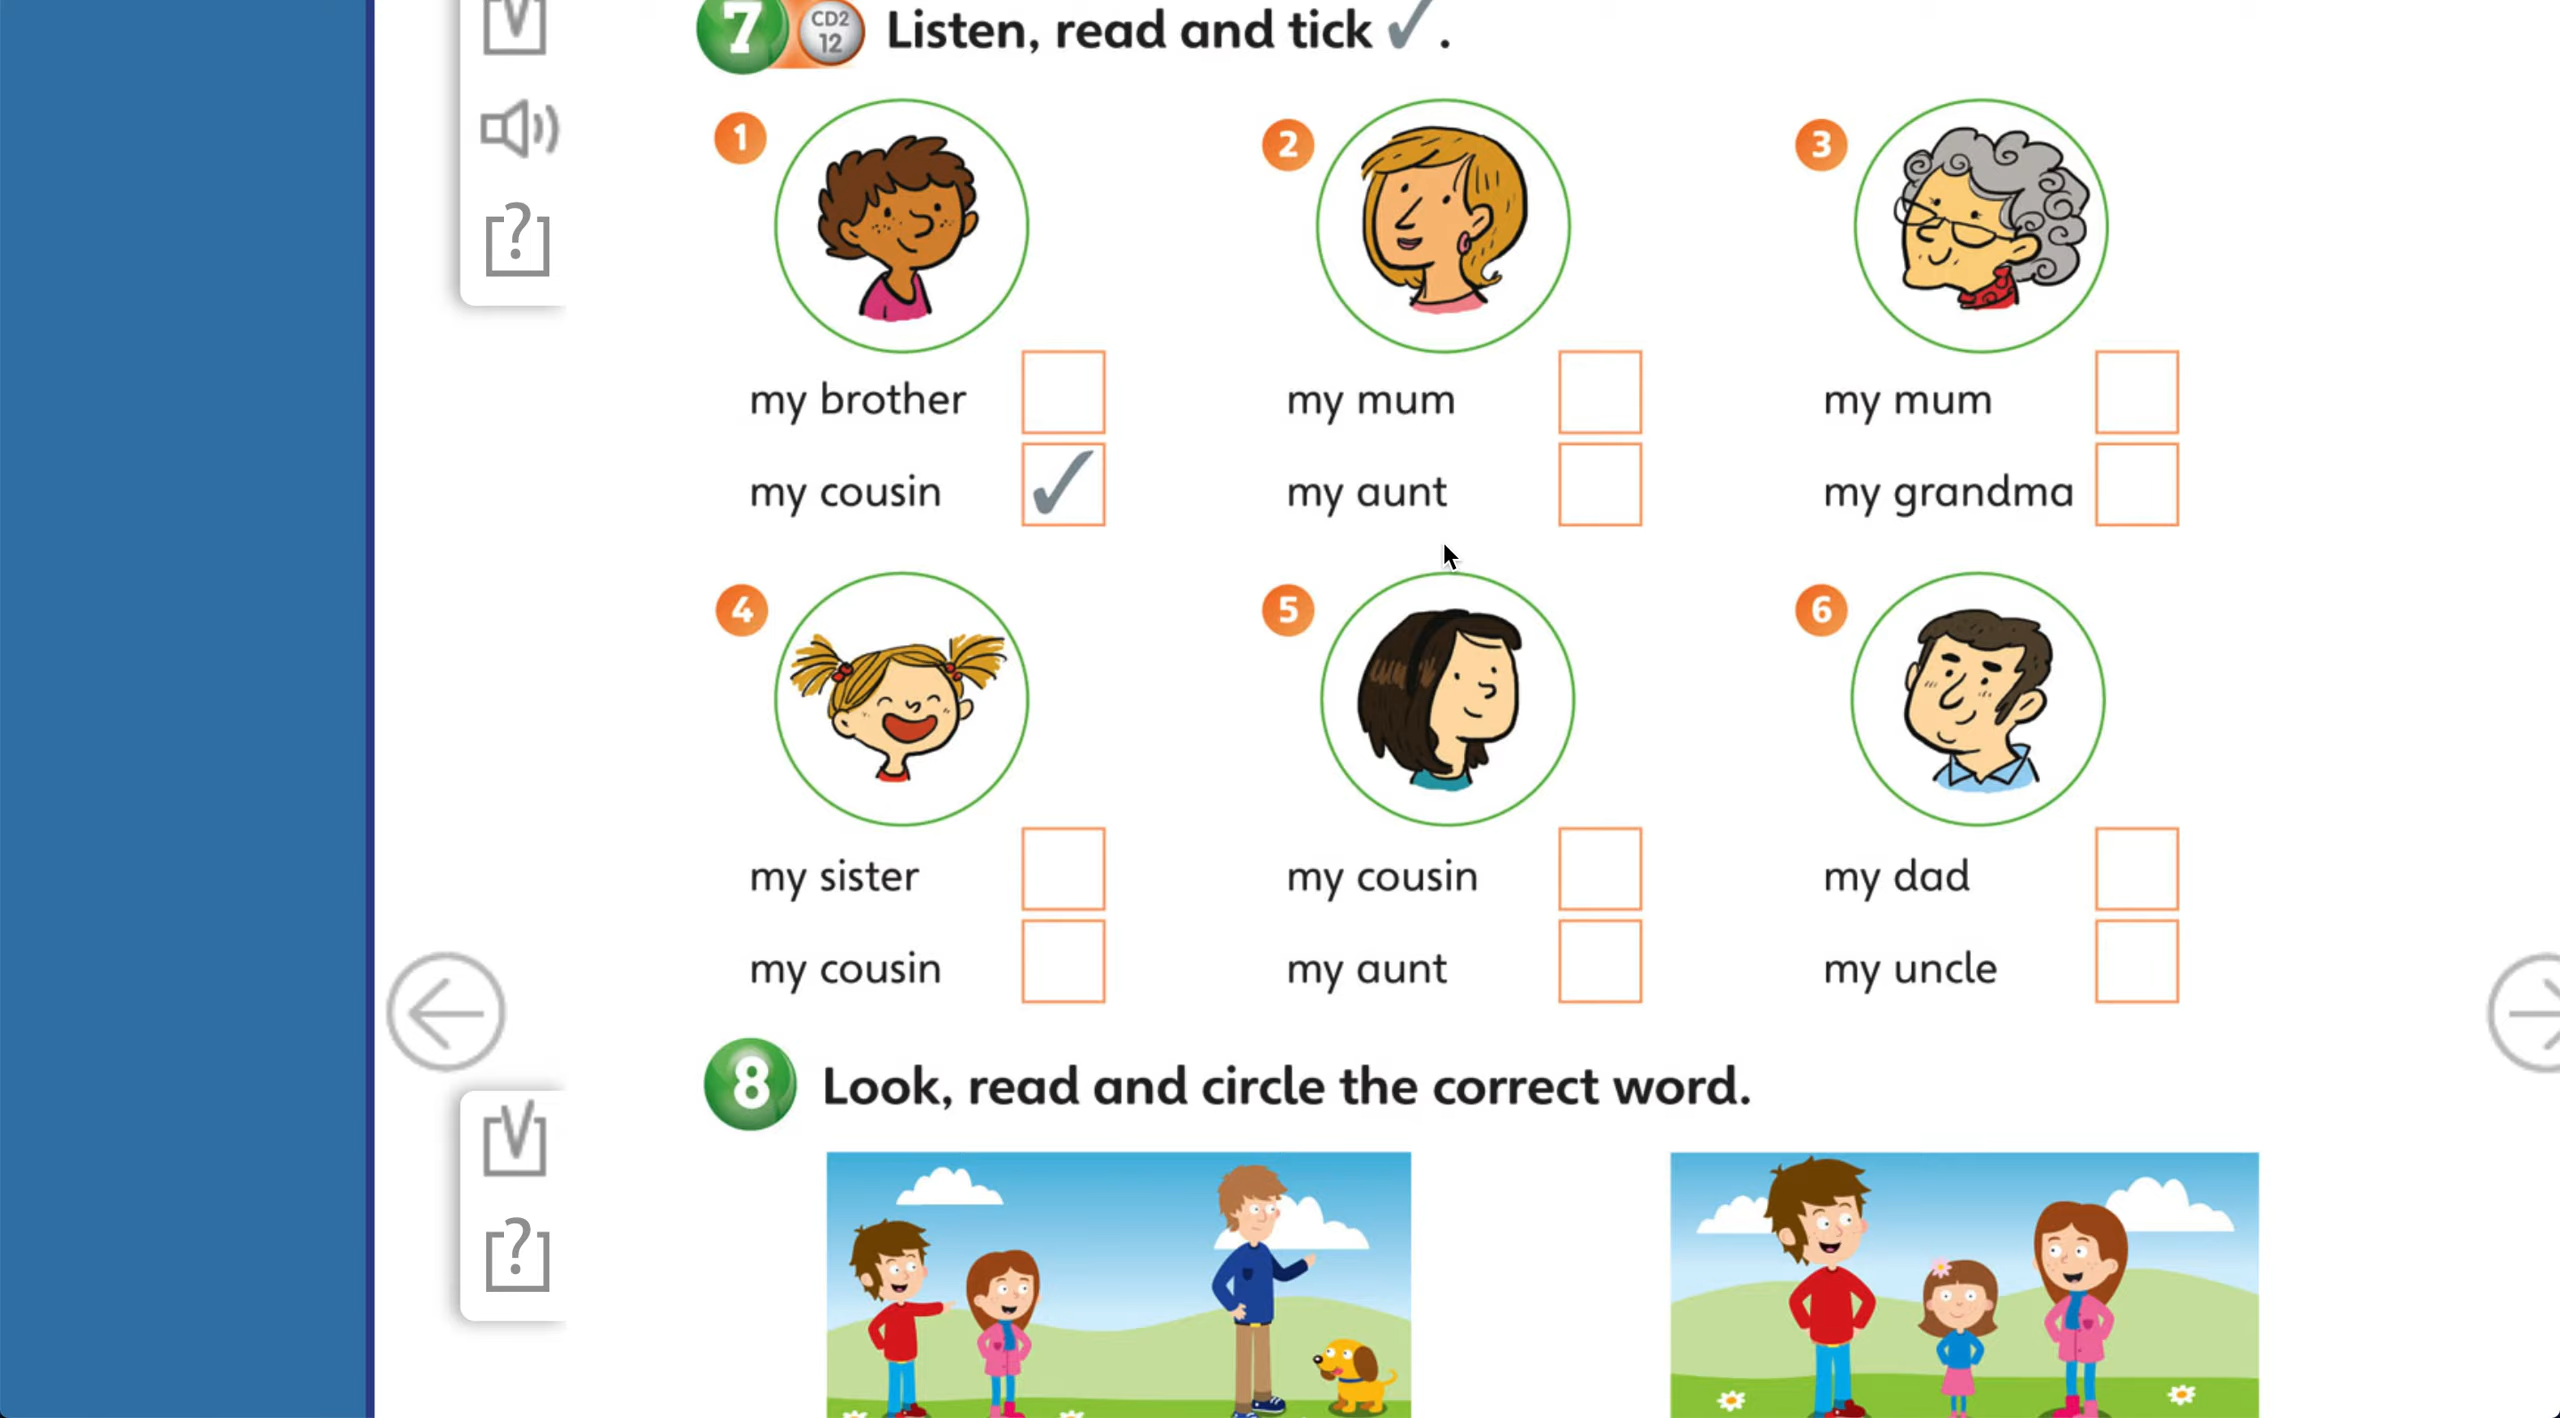 7 CD2 12 Listen, read and tick ✓.
1 2 3
my brother my mum my mum
my cousin ✓ my aunt my grandma
4 5 6
my sister my cousin my dad
my cousin my aunt my uncle
8 Look, read and circle the correct word.